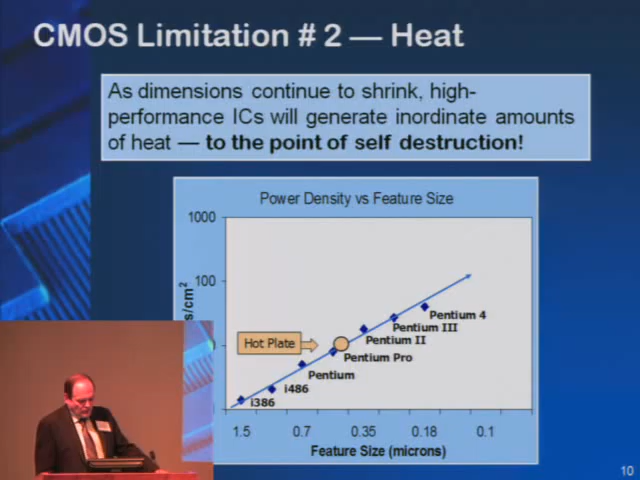 CMOS Limitation # 2 — Heat
As dimensions continue to shrink, high-
performance ICs will generate inordinate amounts
of heat — to the point of self destruction!
Power Density vs Feature Size
1000
100
s/cm²
Pentium 4
Pentium III
Hot Plate
Pentium II
Pentium Pro
Pentium
i486
i386
1.5 0.7 0.35 0.18 0.1
Feature Size (microns)
10